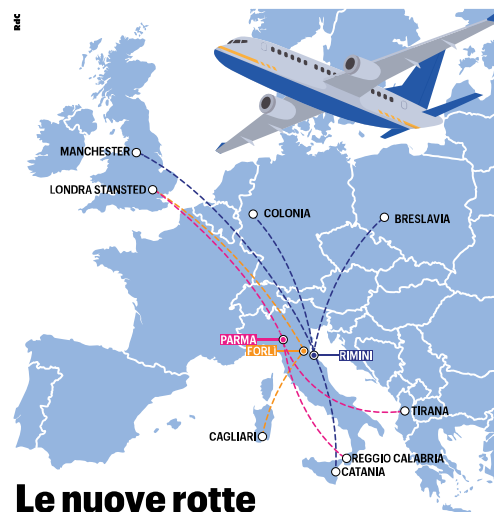 RdC
MANCHESTER
LONDRA STANSTED
COLONIA
BRESLAVIA
PARMA
FORLÌ
RIMINI
TIRANA
CAGLIARI
REGGIO CALABRIA
CATANIA
Le nuove rotte